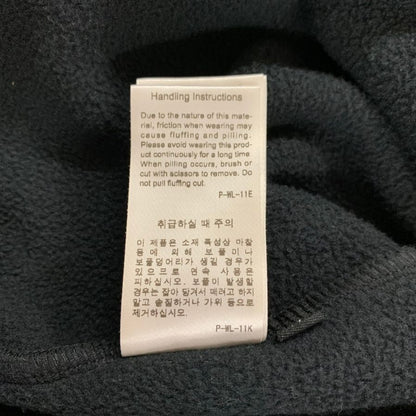 Handling Instructions
Due to the nature of this mate-
rial, friction when wearing may
cause fluffing and pilling.
Please avoid wearing this prod-
uct continuously for a long time
When pilling occurs, brush or
cut with scissors to remove. Do
not pull fluffing out.
P-WL-11E
취급하실 때 주의
이 제품은 소재 특성상 마찰
등에 의해 보풀이나
보풀덩어리가 생길 경우가
있으므로 연속 사용은
피하십시오. 보풀이 발생할
경우는 잡아 당겨서 떼려고 하지
말고 솔질하거나 가위 등으로
제거하십시오.
P-WL-11K